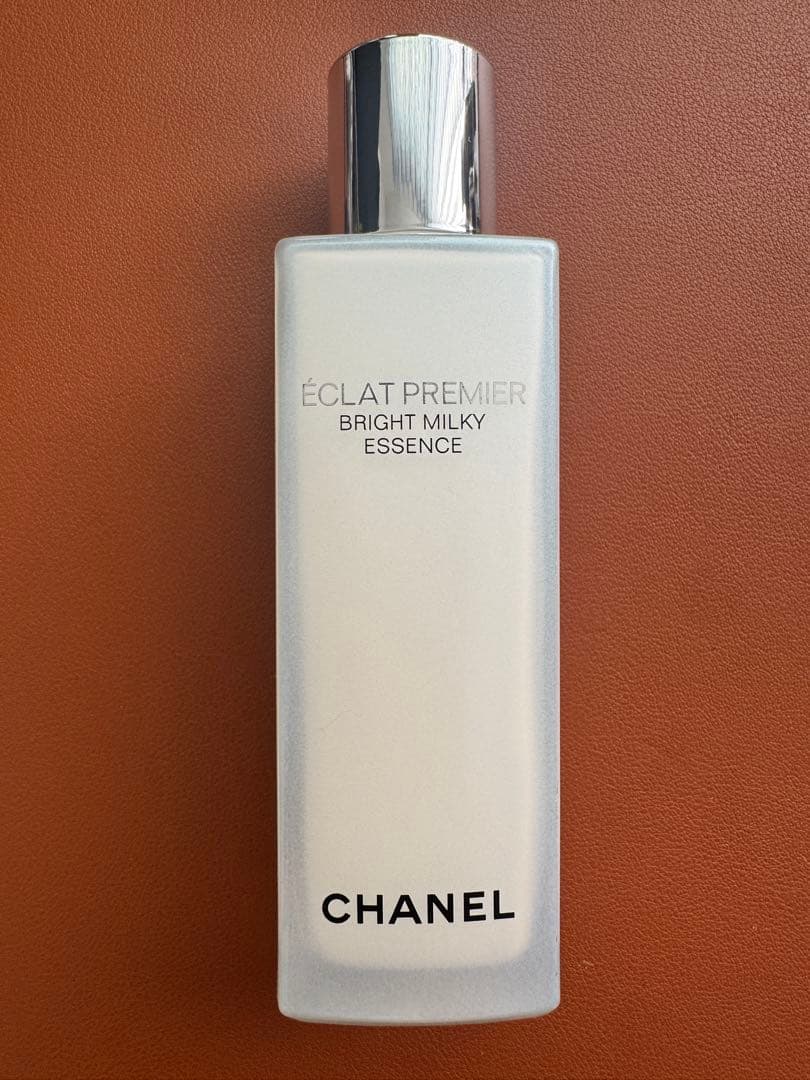 ÉCLAT PREMIER
BRIGHT MILKY
ESSENCE
CHANEL